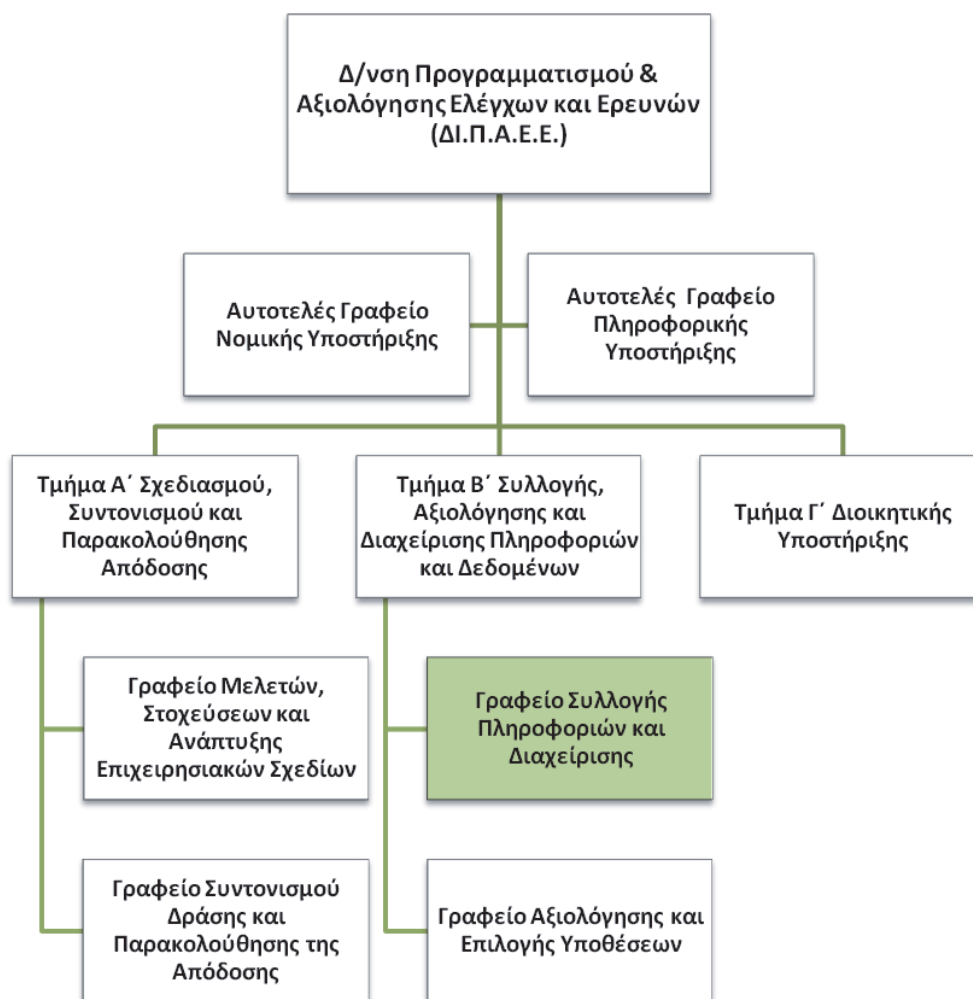 Δ/νση Προγραμματισμού &
Αξιολόγησης Ελέγχων και Ερευνών
(ΔΙ.Π.Α.Ε.Ε.)
Αυτοτελές Γραφείο
Νομικής Υποστήριξης
Αυτοτελές Γραφείο
Πληροφορικής
Υποστήριξης
Τμήμα Α΄ Σχεδιασμού,
Συντονισμού και
Παρακολούθησης
Απόδοσης
Τμήμα Β΄ Συλλογής,
Αξιολόγησης και
Διαχείρισης Πληροφοριών
και Δεδομένων
Τμήμα Γ΄ Διοικητικής
Υποστήριξης
Γραφείο Μελετών,
Στοχεύσεων και
Ανάπτυξης
Επιχειρησιακών Σχεδίων
Γραφείο Συλλογής
Πληροφοριών και
Διαχείρισης
Γραφείο Συντονισμού
Δράσης και
Παρακολούθησης της
Απόδοσης
Γραφείο Αξιολόγησης και
Επιλογής Υποθέσεων